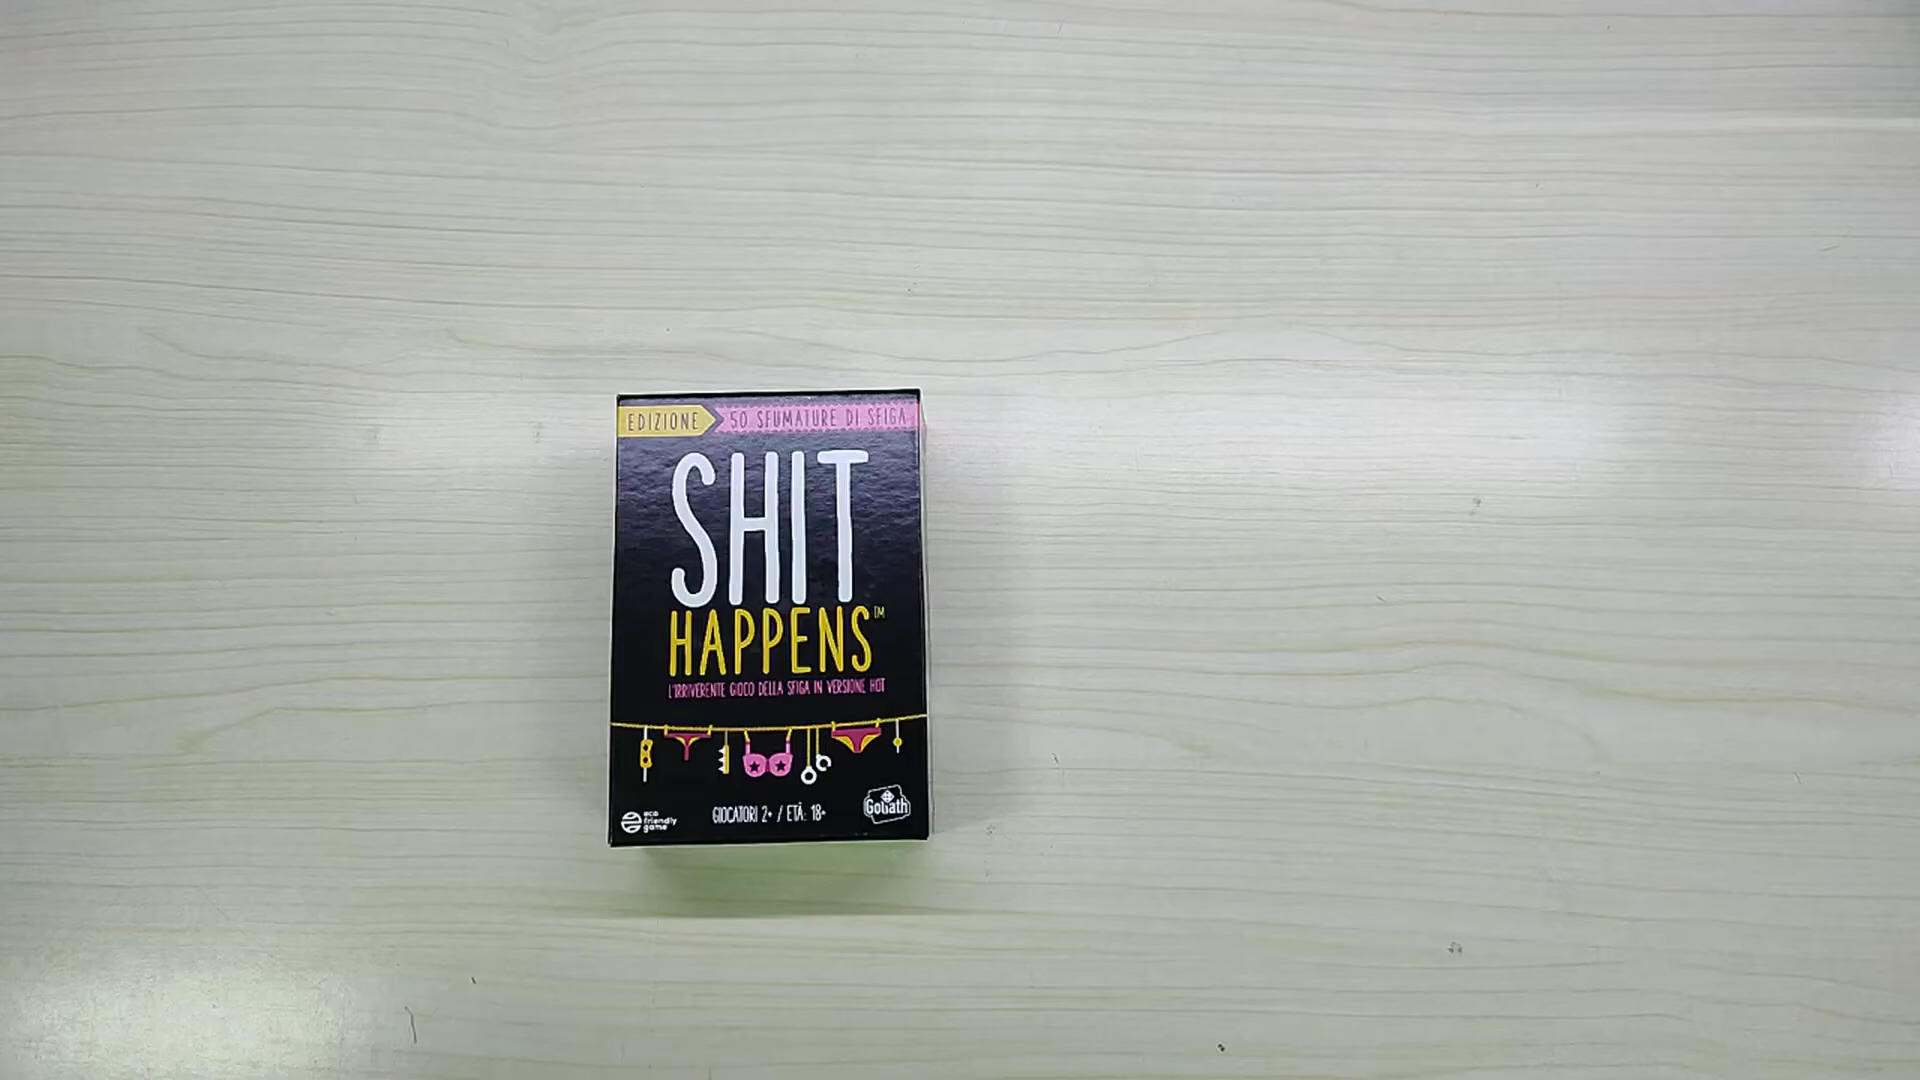 EDIZIONE 50 SFUMATURE DI SFIGA
SHIT
HAPPENS™
L'IRRIVERENTE GIOCO DELLA SFIGA IN VERSIONE HOT
eco
friendly
game
GIOCATORI 2+ / ETÀ: 18+
Goliath